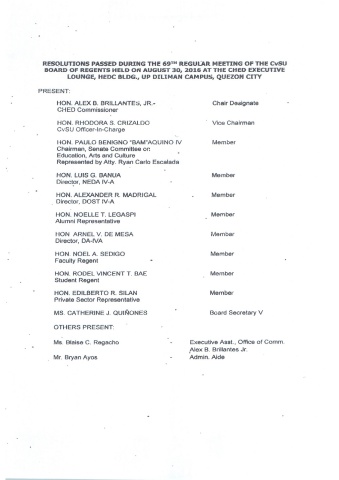 RESOLUTIONS PASSED DURING THE 69TH REGULAR MEETING OF THE CvSU
BOARD OF REGENTS HELD ON AUGUST 30, 2016 AT THE CHED EXECUTIVE
LOUNGE, HEDC BLDG., UP DILIMAN CAMPUS, QUEZON CITY
PRESENT:
HON. ALEX B. BRILLANTES, JR.- Chair Designate
CHED Commissioner
HON. RHODORA S. CRIZALDO Vice Chairman
CvSU Officer-in-Charge
HON. PAULO BENIGNO "BAM"AQUINO IV Member
Chairman, Senate Committee on
Education, Arts and Culture
Represented by Atty. Ryan Carlo Escalada
HON. LUIS G. BANUA Member
Director, NEDA IV-A
HON. ALEXANDER R. MADRIGAL Member
Director, DOST IV-A
HON. NOELLE T. LEGASPI Member
Alumni Representative
HON. ARNEL V. DE MESA Member
Director, DA-IVA
HON. NOEL A. SEDIGO Member
Faculty Regent
HON. RODEL VINCENT T. BAE Member
Student Regent
HON. EDILBERTO R. SILAN Member
Private Sector Representative
MS. CATHERINE J. QUIÑONES Board Secretary V
OTHERS PRESENT:
Ms. Blaise C. Regacho - Executive Asst., Office of Comm.
Alex B. Brillantes Jr.
Mr. Bryan Ayos - Admin. Aide